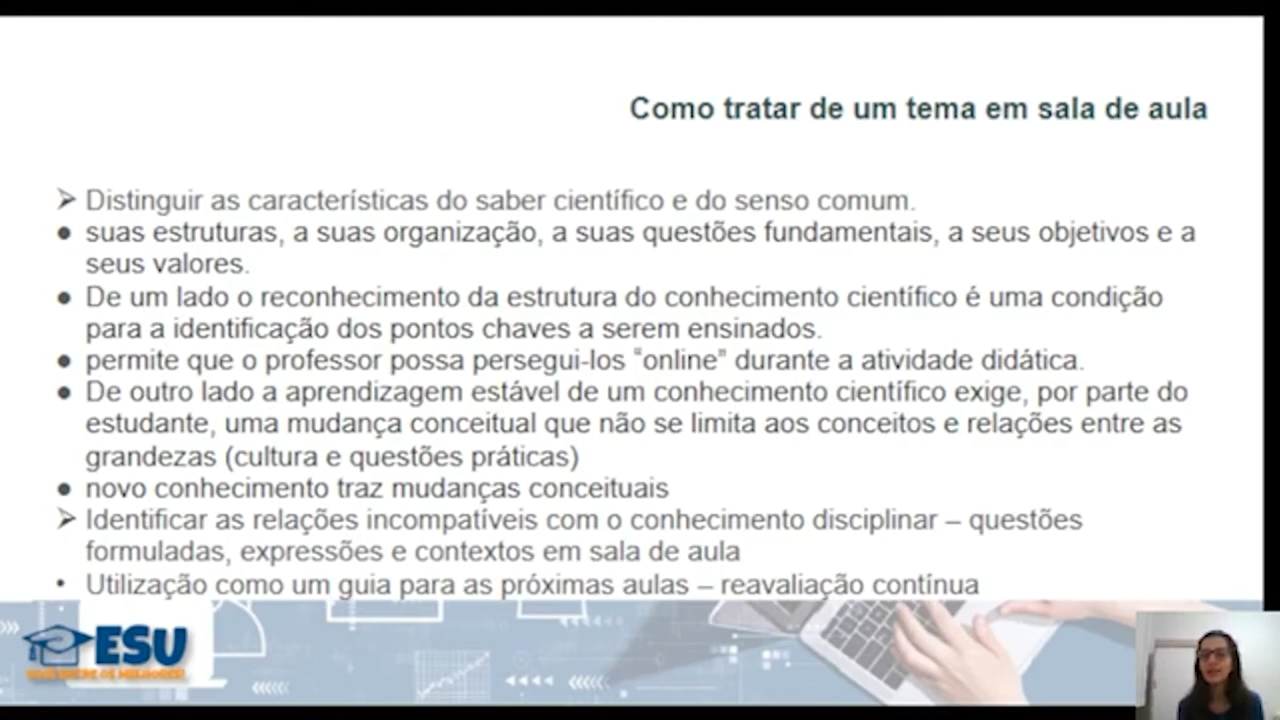 Como tratar de um tema em sala de aula
➢ Distinguir as características do saber científico e do senso comum.
● suas estruturas, a suas organização, a suas questões fundamentais, a seus objetivos e a
seus valores.
● De um lado o reconhecimento da estrutura do conhecimento científico é uma condição
para a identificação dos pontos chaves a serem ensinados.
● permite que o professor possa persegui-los “online” durante a atividade didática.
● De outro lado a aprendizagem estável de um conhecimento científico exige, por parte do
estudante, uma mudança conceitual que não se limita aos conceitos e relações entre as
grandezas (cultura e questões práticas)
● novo conhecimento traz mudanças conceituais
➢ Identificar as relações incompatíveis com o conhecimento disciplinar – questões
formuladas, expressões e contextos em sala de aula
• Utilização como um guia para as próximas aulas – reavaliação contínua
ESU
ENTRE OS MELHORES!